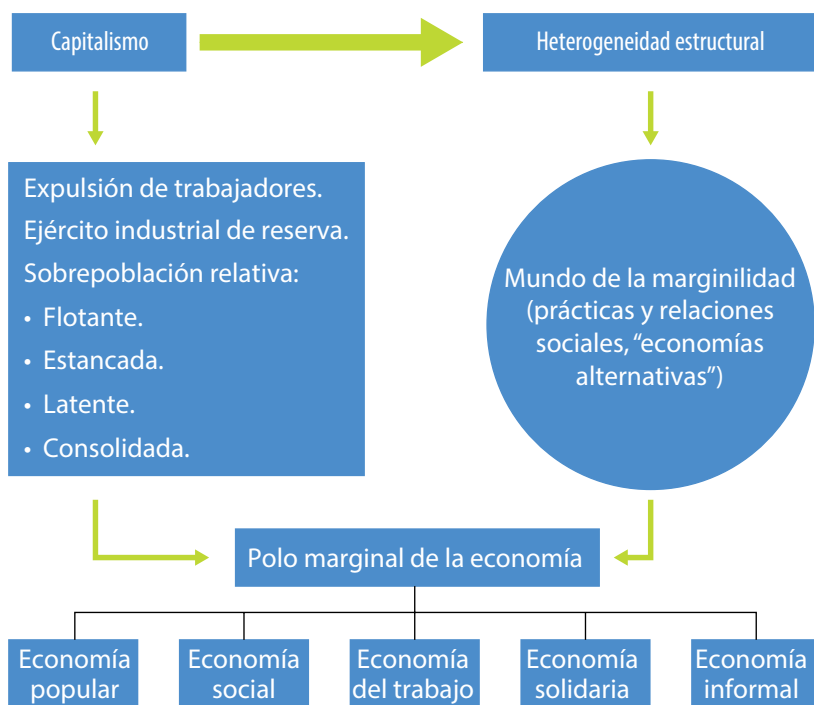 Capitalismo
Heterogeneidad estructural
Expulsión de trabajadores.
Ejército industrial de reserva.
Sobrepoblación relativa:
• Flotante.
• Estancada.
• Latente.
• Consolidada.
Mundo de la marginilidad
(prácticas y relaciones
sociales, “economías
alternativas”)
Polo marginal de la economía
Economía
popular
Economía
social
Economía
del trabajo
Economía
solidaria
Economía
informal